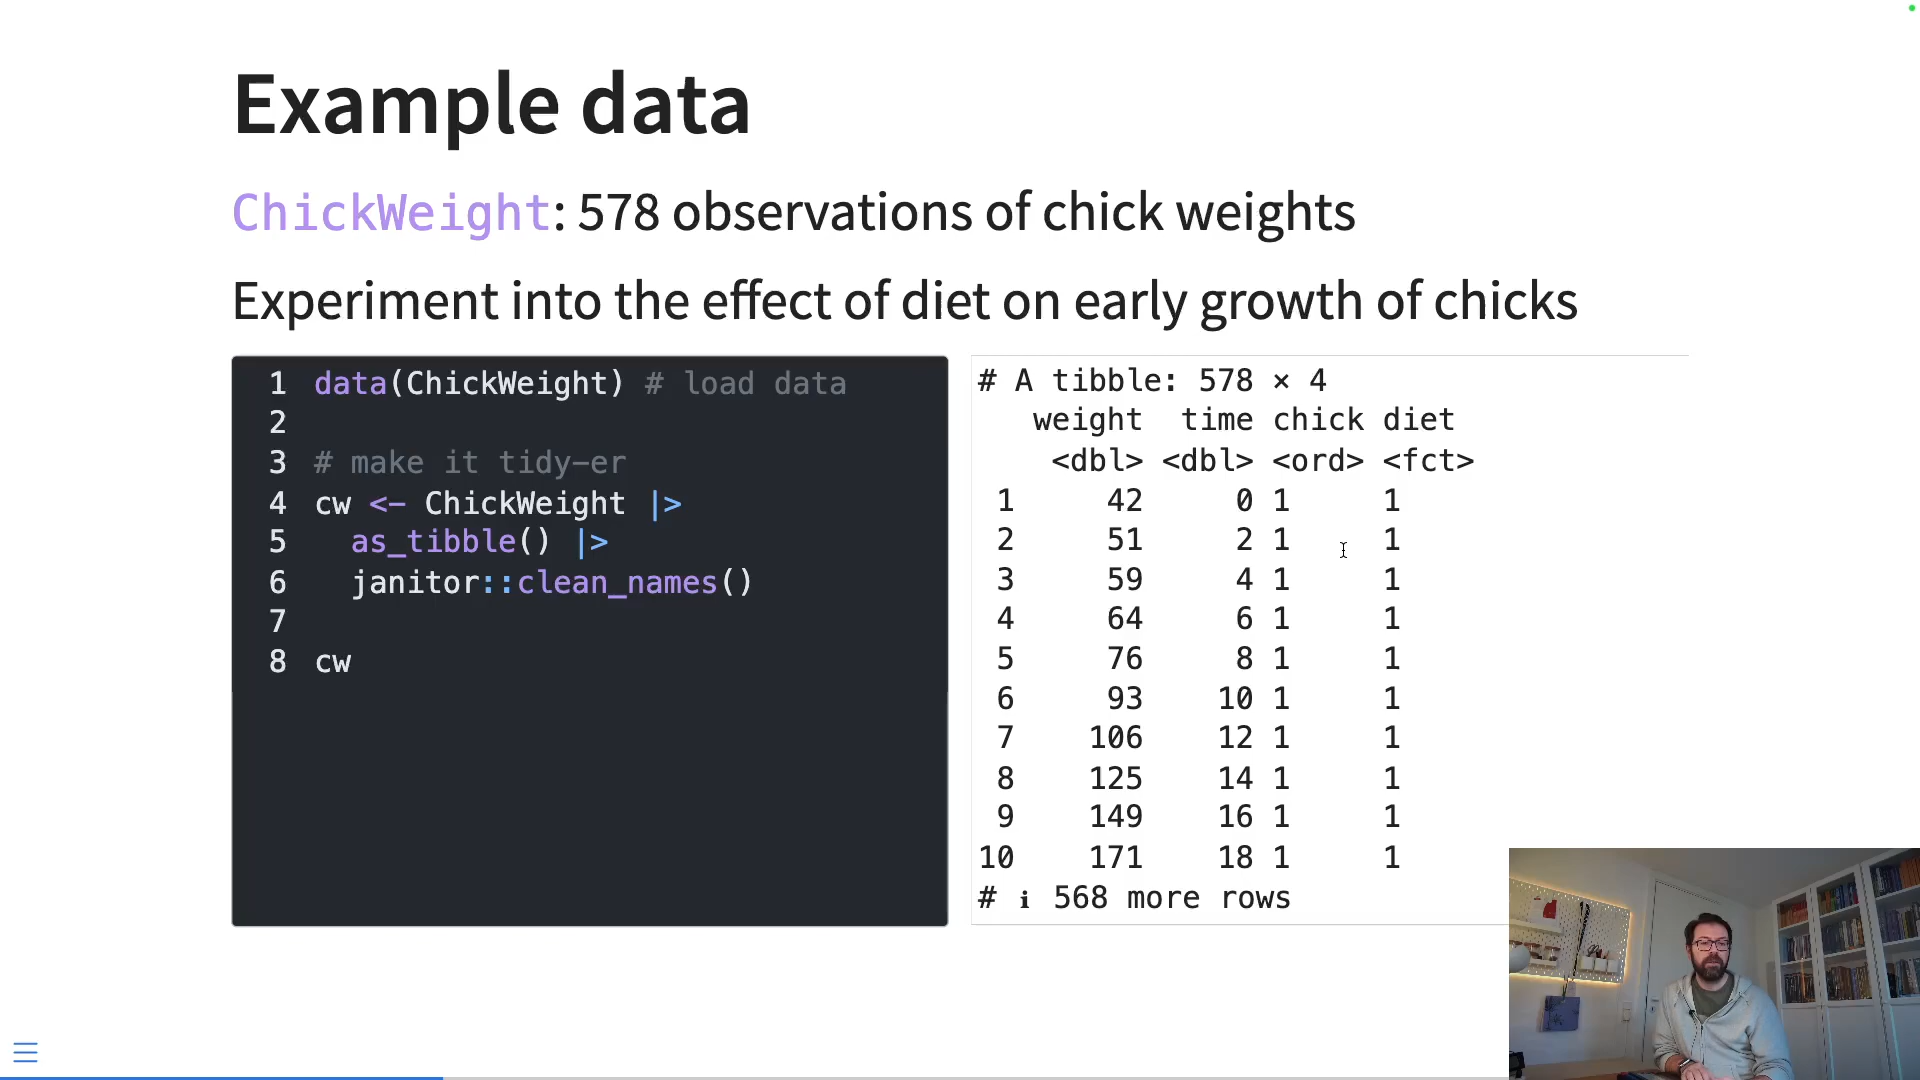 Example data
ChickWeight: 578 observations of chick weights
Experiment into the effect of diet on early growth of chicks
1 data(ChickWeight) # load data
2
3 # make it tidy-er
4 cw <- ChickWeight |>
5   as_tibble() |>
6   janitor::clean_names()
7
8 cw
# A tibble: 578 × 4
   weight  time chick diet
    <dbl> <dbl> <ord> <fct>
 1     42     0 1     1
 2     51     2 1     1
 3     59     4 1     1
 4     64     6 1     1
 5     76     8 1     1
 6     93    10 1     1
 7    106    12 1     1
 8    125    14 1     1
 9    149    16 1     1
10    171    18 1     1
# ℹ 568 more rows